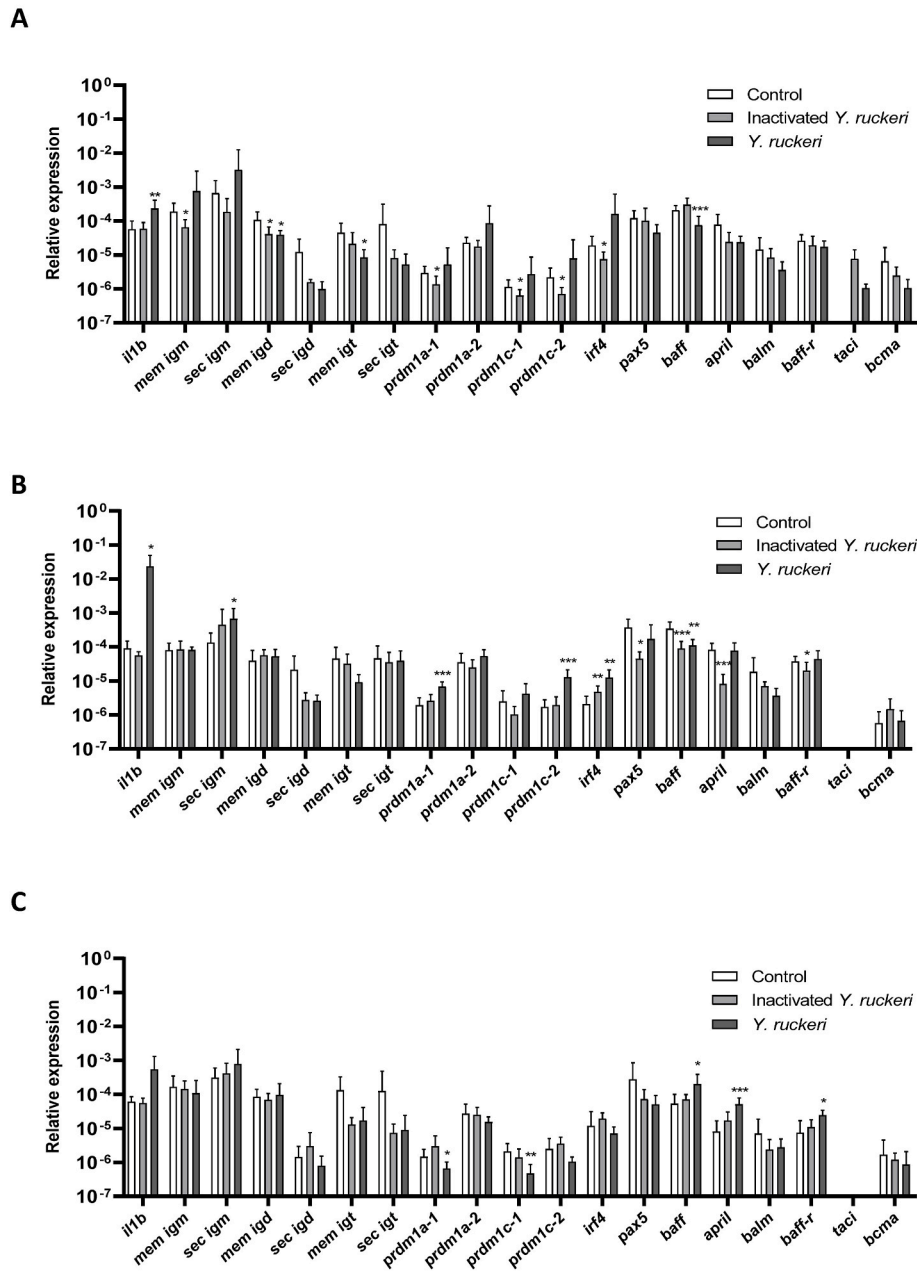 A
Relative expression
10⁰
10⁻¹
10⁻²
10⁻³
10⁻⁴
10⁻⁵
10⁻⁶
10⁻⁷
Control
Inactivated Y. ruckeri
Y. ruckeri
** * * * * * * * * ***
il1b mem igm sec igm mem igd sec igd mem igt sec igt prdm1a-1 prdm1a-2 prdm1c-1 prdm1c-2 irf4 pax5 baff april balm baff-r taci bcma
B
Relative expression
10⁰
10⁻¹
10⁻²
10⁻³
10⁻⁴
10⁻⁵
10⁻⁶
10⁻⁷
Control
Inactivated Y. ruckeri
Y. ruckeri
* * *** *** ** ** * *** ** *** *
il1b mem igm sec igm mem igd sec igd mem igt sec igt prdm1a-1 prdm1a-2 prdm1c-1 prdm1c-2 irf4 pax5 baff april balm baff-r taci bcma
C
Relative expression
10⁰
10⁻¹
10⁻²
10⁻³
10⁻⁴
10⁻⁵
10⁻⁶
10⁻⁷
Control
Inactivated Y. ruckeri
Y. ruckeri
* ** * *** *
il1b mem igm sec igm mem igd sec igd mem igt sec igt prdm1a-1 prdm1a-2 prdm1c-1 prdm1c-2 irf4 pax5 baff april balm baff-r taci bcma